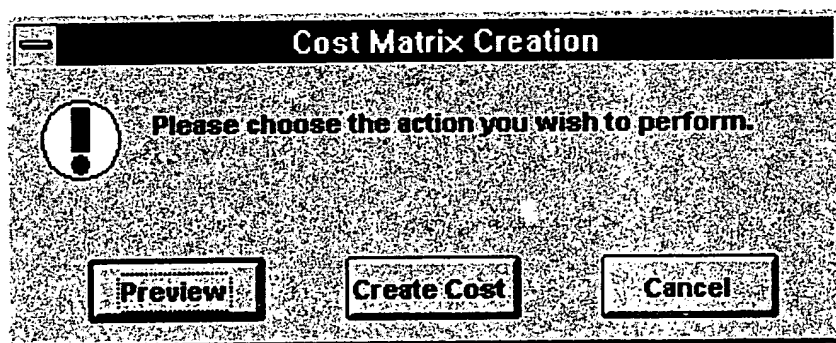 Cost Matrix Creation
Please choose the action you wish to perform.
Preview
Create Cost
Cancel